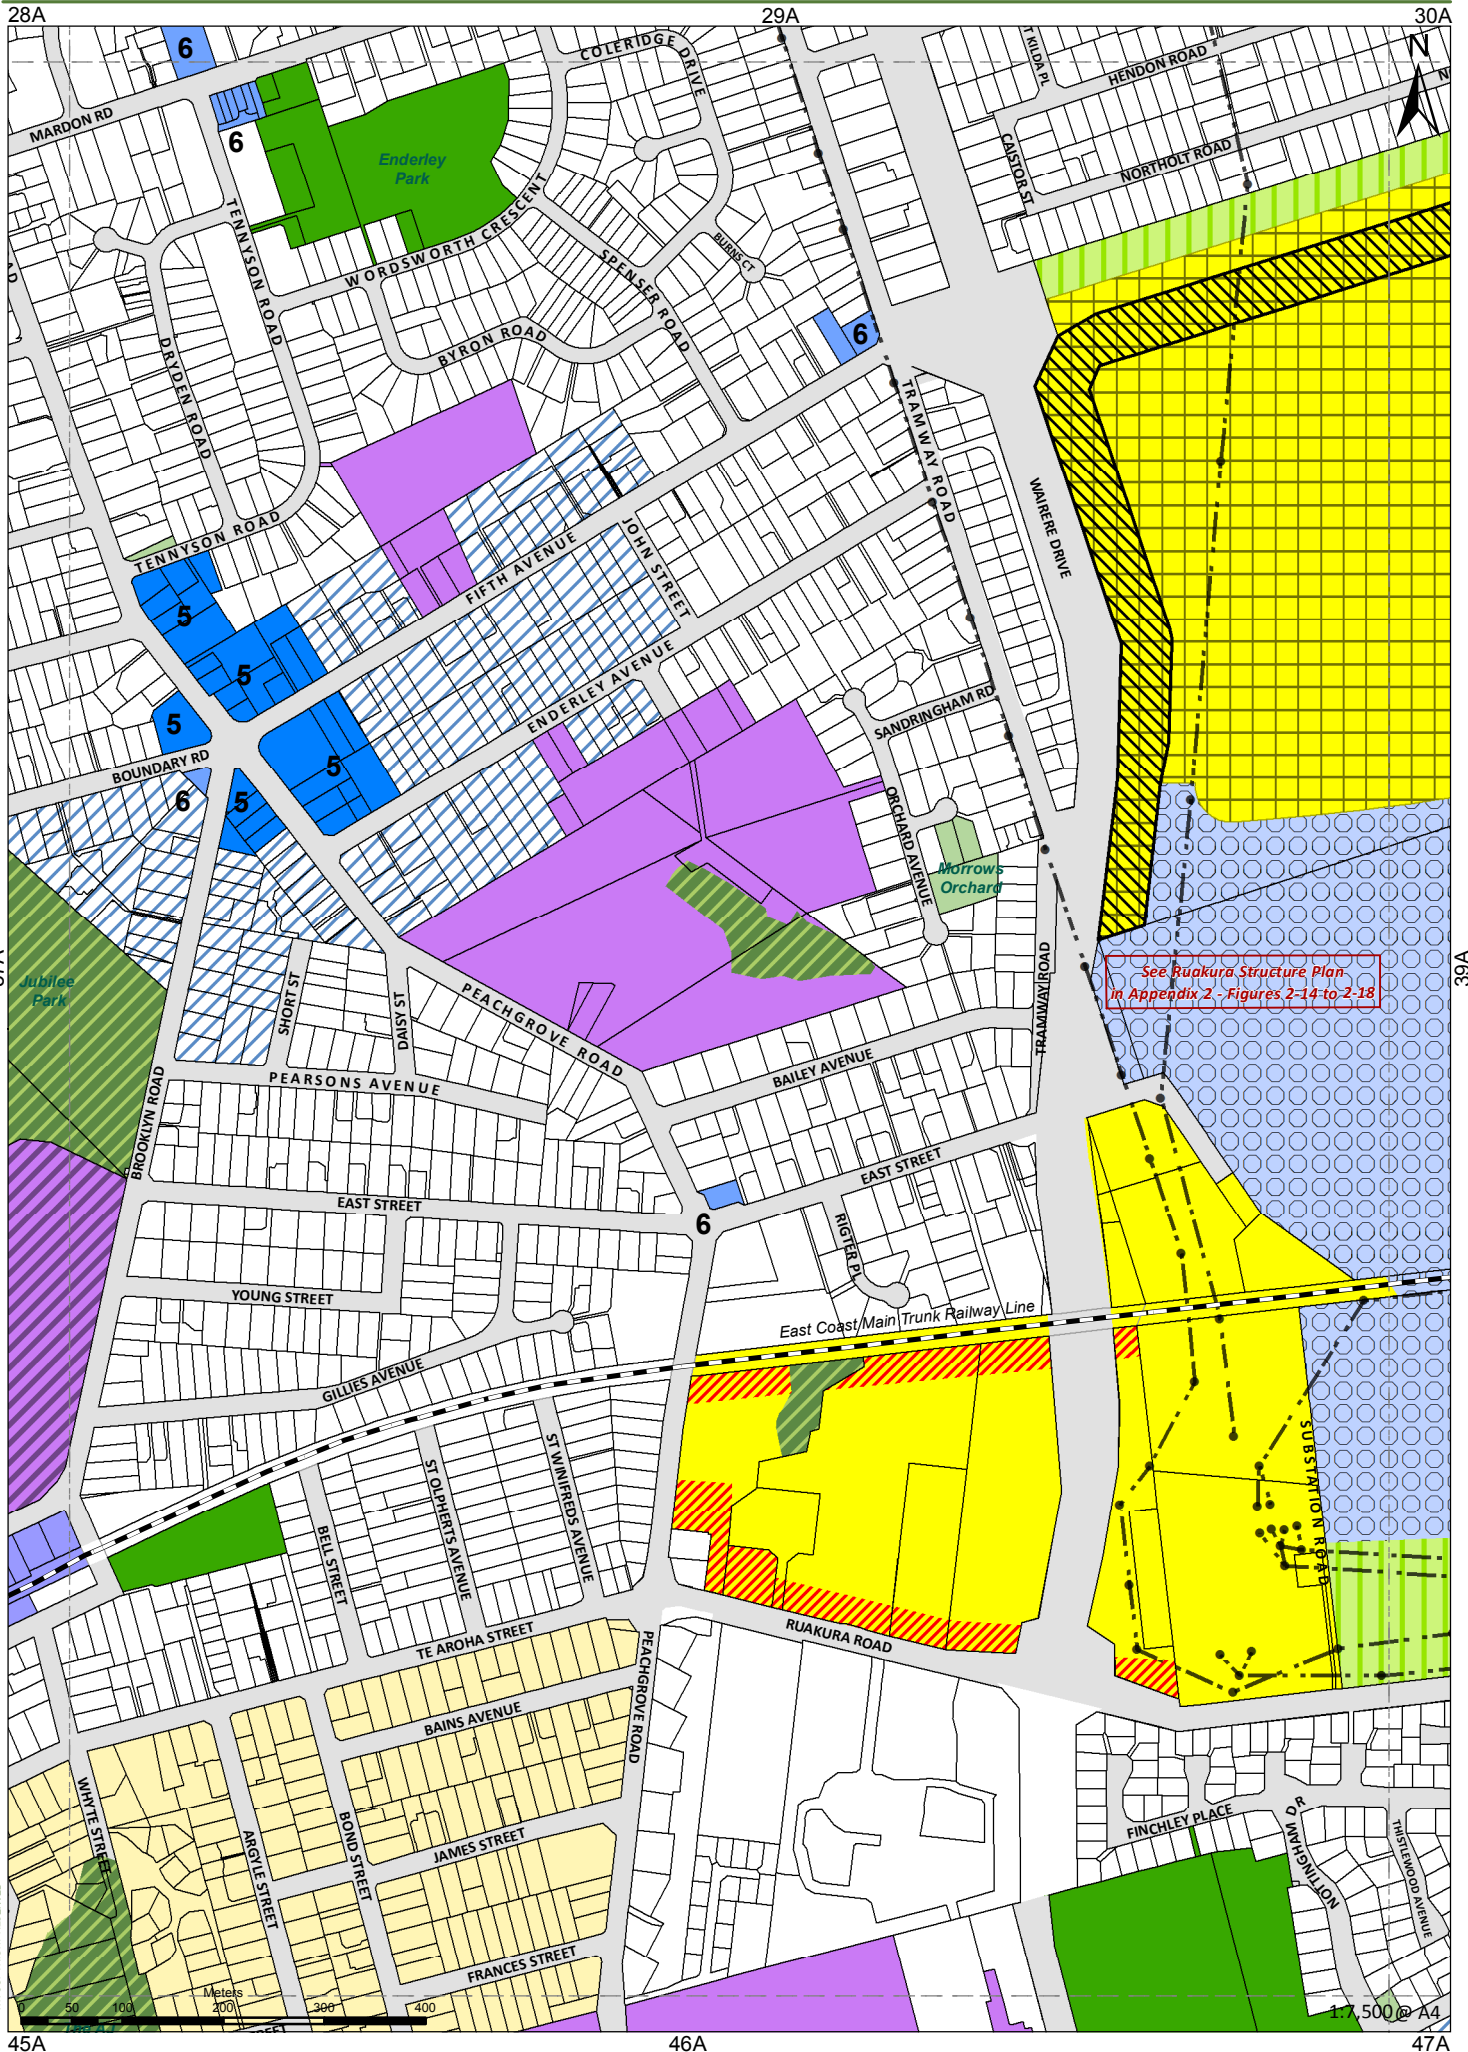 28A
29A
30A
N
6
COLERIDGE DRIVE
T KILDA PL
HENDON ROAD
MARDON RD
6
Enderley
Park
CAISTOR ST
NORTHOLT ROAD
TENNYSON ROAD
WORDSWORTH CRESCENT
SPENSER ROAD
BURNS CT
DRYDEN ROAD
BYRON ROAD
6
TRAMWAY ROAD
WAIRERE DRIVE
TENNYSON ROAD
FIFTH AVENUE
JOHN STREET
5
5
5
ENDERLEY AVENUE
SANDRINGHAM RD
BOUNDARY RD
5
6
5
ORCHARD AVENUE
Morrows
Orchard
Jubilee
Park
39A
See Ruakura Structure Plan
in Appendix 2 - Figures 2-14 to 2-18
SHORT ST
DAISY ST
PEACHGROVE ROAD
TRAMWAY ROAD
PEARSONS AVENUE
BAILEY AVENUE
BROOKLYN ROAD
EAST STREET
EAST STREET
6
RIGTER PL
YOUNG STREET
East Coast Main Trunk Railway Line
GILLIES AVENUE
SUBSTATION ROAD
ST WINIFREDS AVENUE
ST OLPHERTS AVENUE
BELL STREET
TE AROHA STREET
RUAKURA ROAD
PEACHGROVE ROAD
BAINS AVENUE
WHYTE STREET
ARGYLE STREET
BOND STREET
JAMES STREET
FINCHLEY PLACE
NOTTINGHAM DR
THISTLEWOOD AVENUE
FRANCES STREET
Meters
0 50 100 200 300 400
1:7,500 @ A4
45A
46A
47A